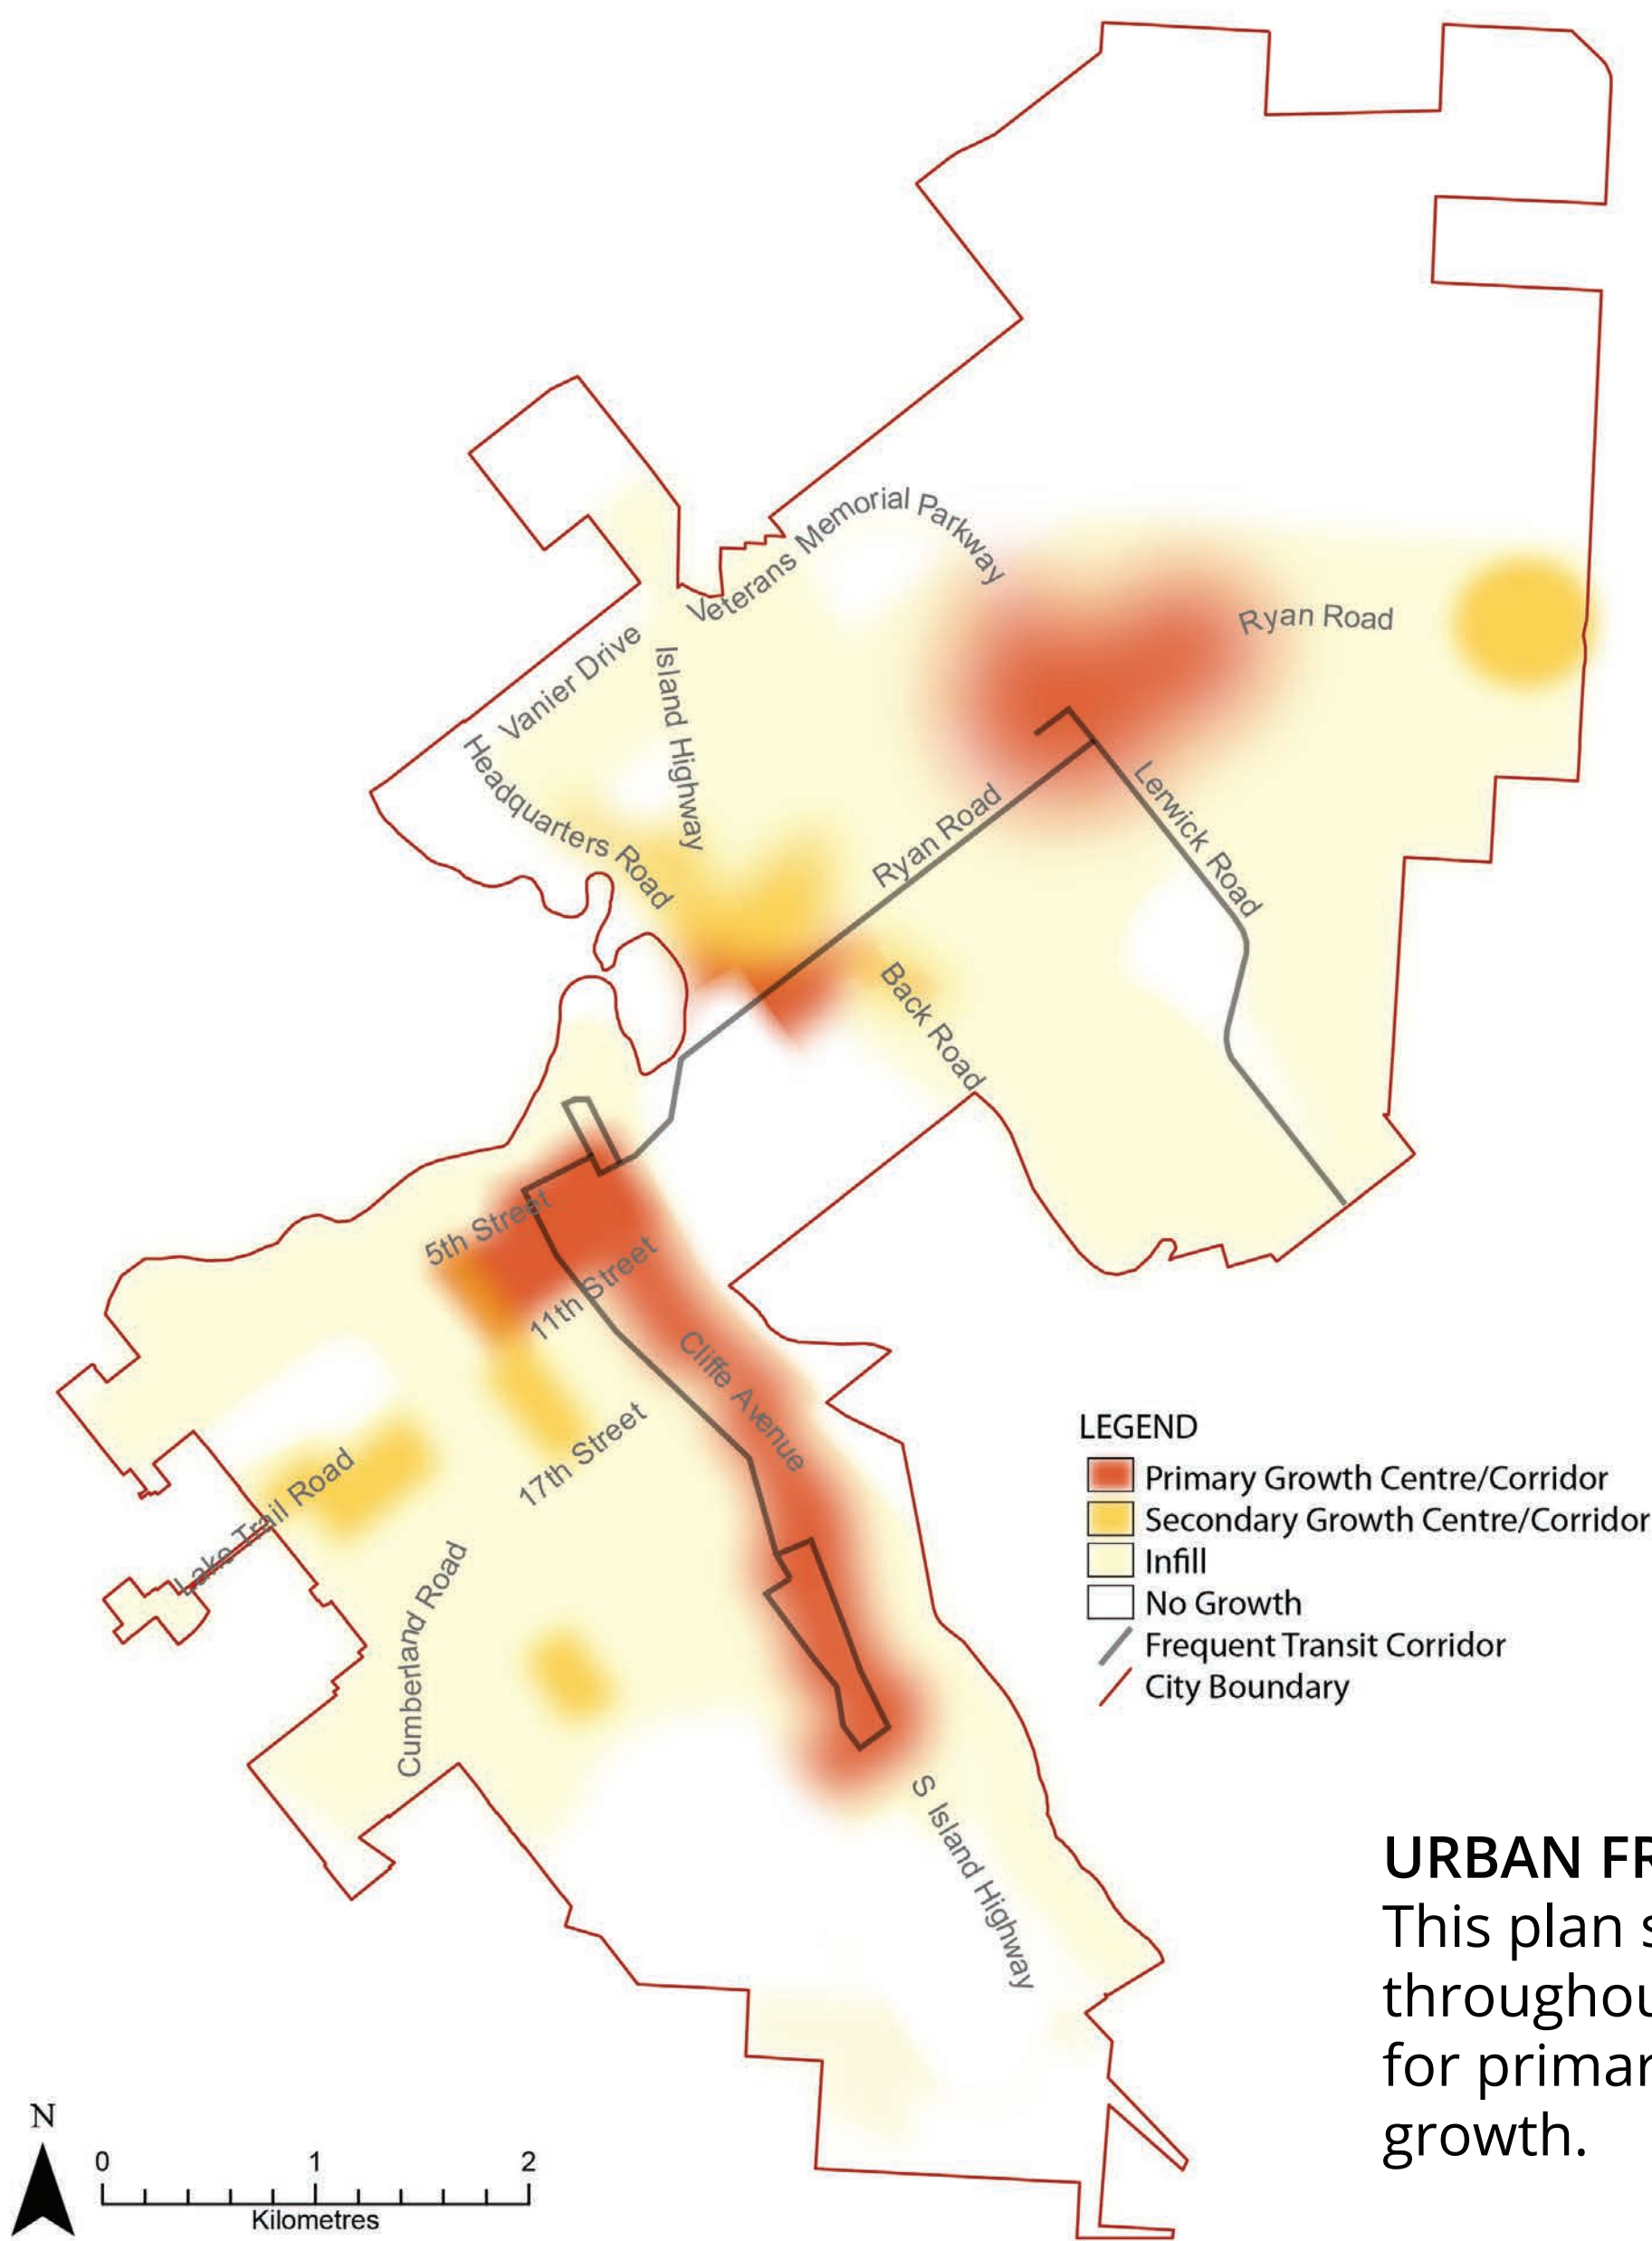 Veterans Memorial Parkway
Ryan Road
Vanier Drive
Island Highway
Headquarters Road
Ryan Road
Lerwick Road
Back Road
5th Street
11th Street
Cliffe Avenue
17th Street
Lake Trail Road
Cumberland Road
S Island Highway
LEGEND
Primary Growth Centre/Corridor
Secondary Growth Centre/Corridor
Infill
No Growth
Frequent Transit Corridor
City Boundary
URBAN FR
This plan s
throughou
for primar
growth.
N
0 1 2
Kilometres